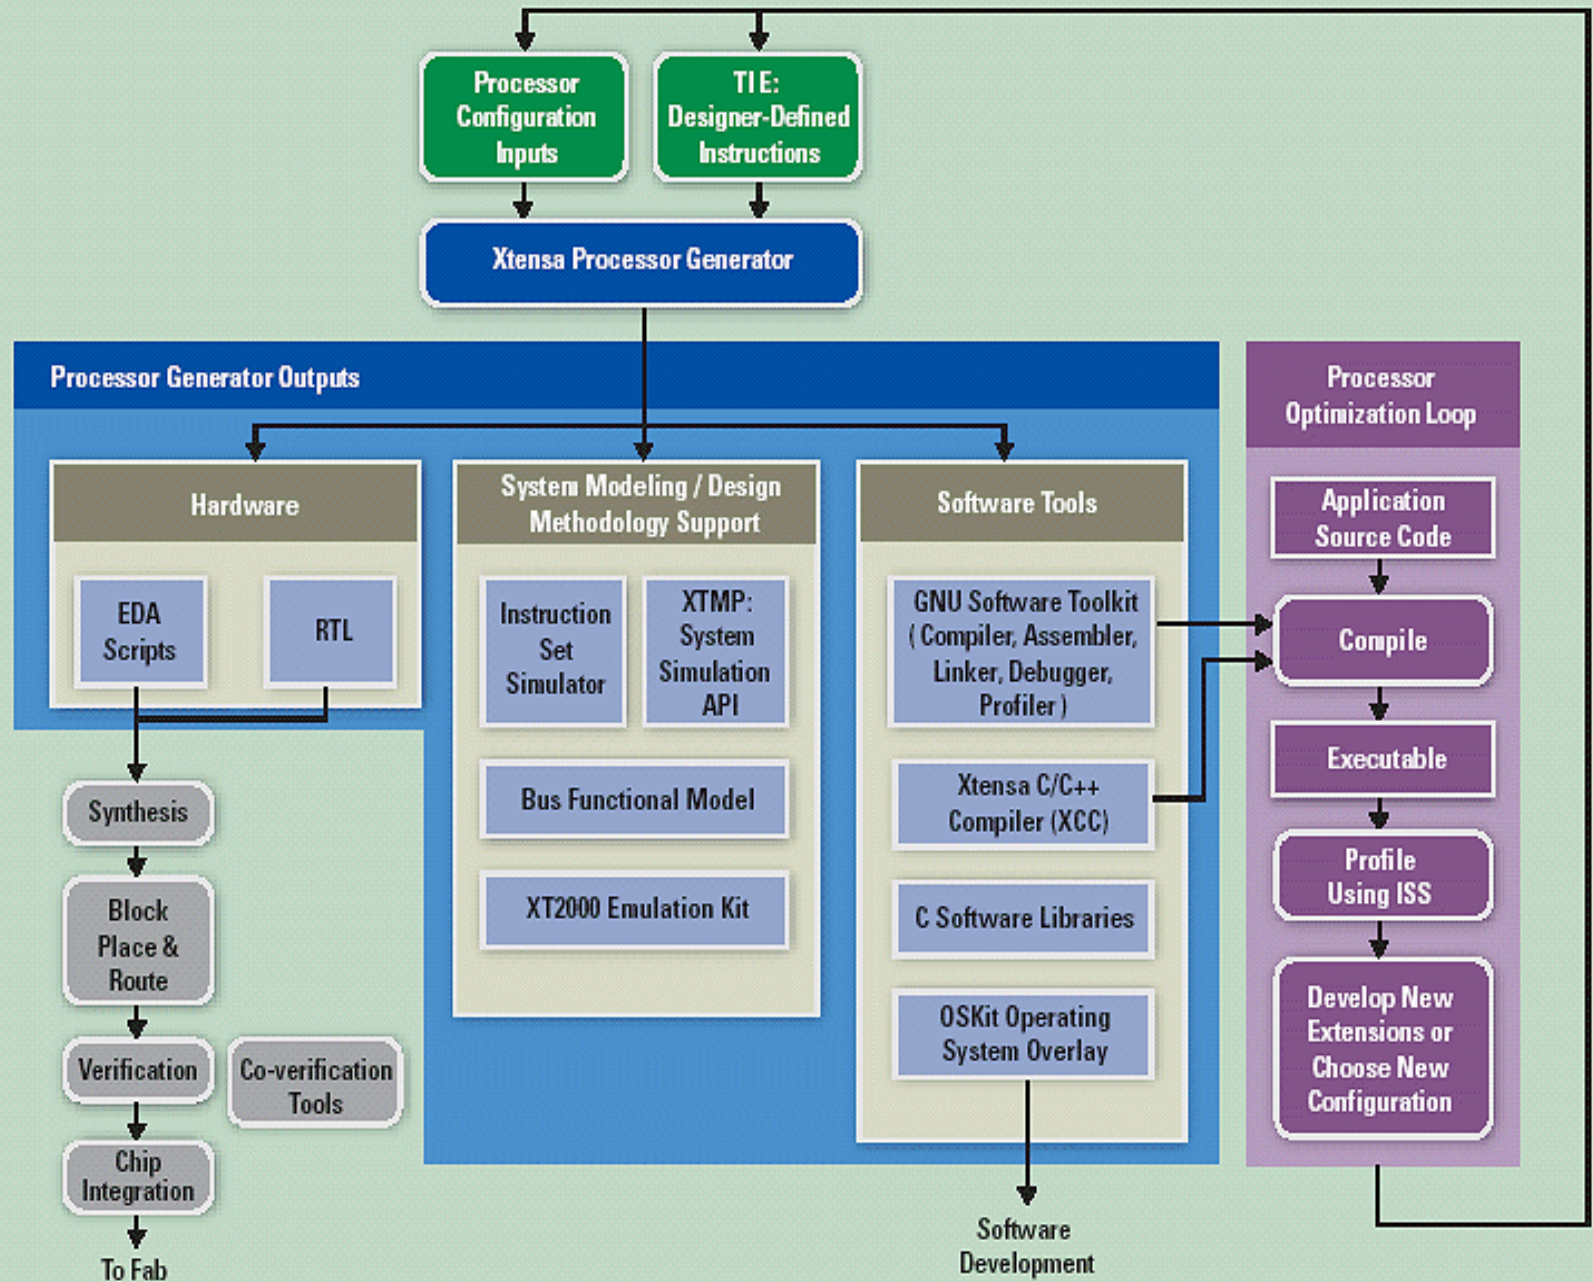 Processor
Configuration
Inputs
TIE:
Designer-Defined
Instructions
Xtensa Processor Generator
Processor Generator Outputs
Hardware
EDA
Scripts
RTL
System Modeling / Design
Methodology Support
Instruction
Set
Simulator
XTMP:
System
Simulation
API
Bus Functional Model
XT2000 Emulation Kit
Software Tools
GNU Software Toolkit
( Compiler, Assembler,
Linker, Debugger,
Profiler )
Xtensa C/C++
Compiler (XCC)
C Software Libraries
OSKit Operating
System Overlay
Software
Development
Processor
Optimization Loop
Application
Source Code
Compile
Executable
Profile
Using ISS
Develop New
Extensions or
Choose New
Configuration
Synthesis
Block
Place &
Route
Verification
Co-verification
Tools
Chip
Integration
To Fab